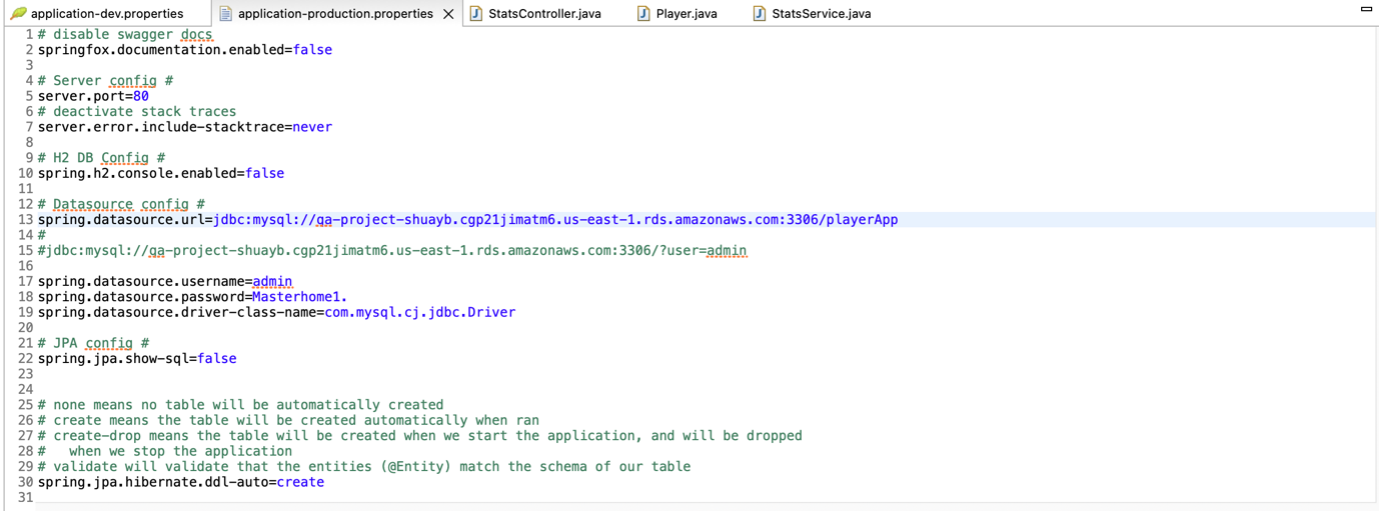 application-dev.properties application-production.properties StatsController.java Player.java StatsService.java
1 # disable swagger docs
2 springfox.documentation.enabled=false
3
4 # Server config #
5 server.port=80
6 # deactivate stack traces
7 server.error.include-stacktrace=never
8
9 # H2 DB Config #
10 spring.h2.console.enabled=false
11
12 # Datasource config #
13 spring.datasource.url=jdbc:mysql://qa-project-shuayb.cgp21jimatm6.us-east-1.rds.amazonaws.com:3306/playerApp
14 #
15 #jdbc:mysql://qa-project-shuayb.cgp21jimatm6.us-east-1.rds.amazonaws.com:3306/?user=admin
16
17 spring.datasource.username=admin
18 spring.datasource.password=Masterhome1.
19 spring.datasource.driver-class-name=com.mysql.cj.jdbc.Driver
20
21 # JPA config #
22 spring.jpa.show-sql=false
23
24
25 # none means no table will be automatically created
26 # create means the table will be created automatically when ran
27 # create-drop means the table will be created when we start the application, and will be dropped
28 #   when we stop the application
29 # validate will validate that the entities (@Entity) match the schema of our table
30 spring.jpa.hibernate.ddl-auto=create
31